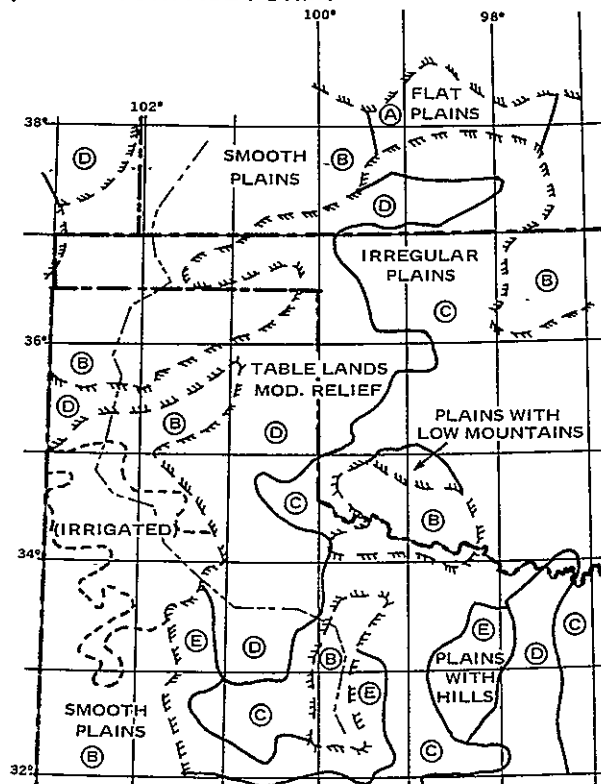 100°
98°
FLAT
PLAINS
Ⓐ
38°
102°
Ⓓ
SMOOTH
PLAINS
Ⓑ
Ⓓ
IRREGULAR
PLAINS
Ⓑ
Ⓒ
36°
Ⓑ
TABLE LANDS
MOD. RELIEF
Ⓓ
Ⓑ
Ⓓ
PLAINS WITH
LOW MOUNTAINS
Ⓒ
Ⓑ
(IRRIGATED)
34°
Ⓔ
Ⓓ
Ⓑ
Ⓔ
Ⓔ
Ⓓ
Ⓒ
PLAINS
WITH
HILLS
SMOOTH
PLAINS
Ⓒ
Ⓒ
Ⓑ
32°